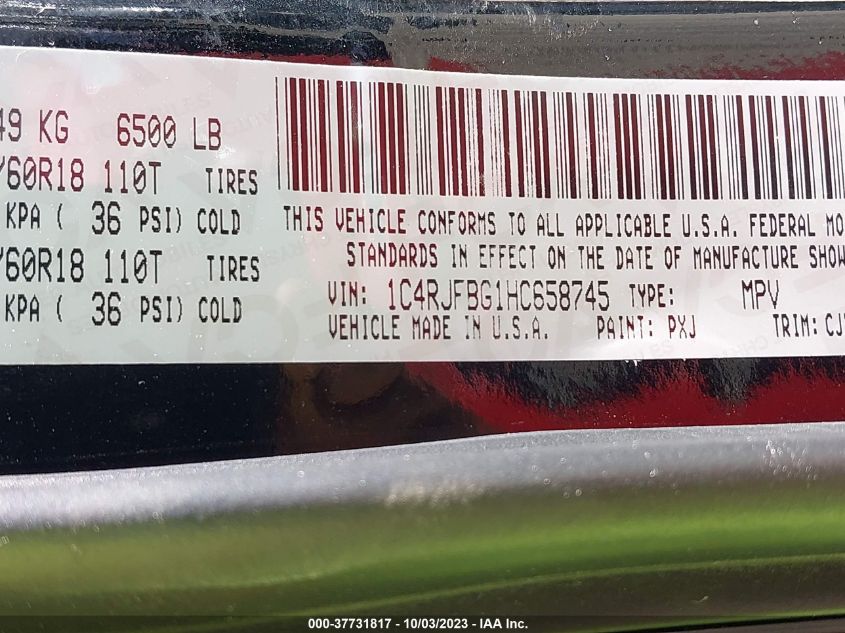 49 KG 6500 LB
/60R18 110T TIRES
KPA ( 36 PSI) COLD
/60R18 110T TIRES
KPA ( 36 PSI) COLD
THIS VEHICLE CONFORMS TO ALL APPLICABLE U.S.A. FEDERAL MO
STANDARDS IN EFFECT ON THE DATE OF MANUFACTURE SHOW
VIN: 1C4RJFBG1HC658745 TYPE: MPV
VEHICLE MADE IN U.S.A. PAINT: PXJ TRIM: CJ
000-37731817 - 10/03/2023 - IAA Inc.